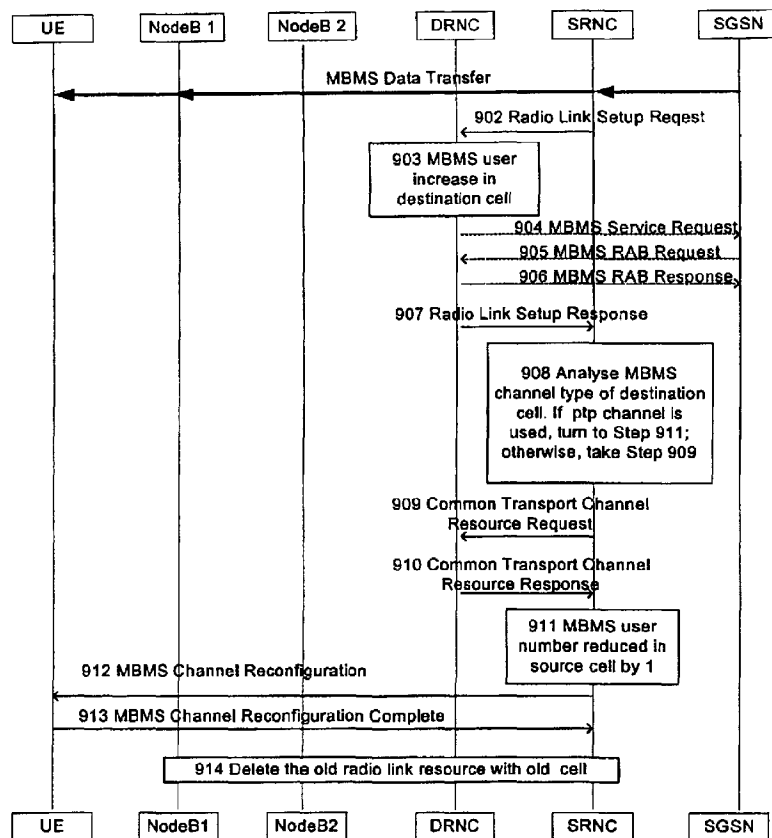 UE NodeB 1 NodeB 2 DRNC SRNC SGSN
MBMS Data Transfer
902 Radio Link Setup Reqest
903 MBMS user
increase in
destination cell
904 MBMS Service Request
905 MBMS RAB Request
906 MBMS RAB Response
907 Radio Link Setup Response
908 Analyse MBMS
channel type of destination
cell. If ptp channel is
used, turn to Step 911;
otherwise, take Step 909
909 Common Transport Channel
Resource Request
910 Common Transport Channel
Resource Response
911 MBMS user
number reduced in
source cell by 1
912 MBMS Channel Reconfiguration
913 MBMS Channel Reconfiguration Complete
914 Delete the old radio link resource with old cell
UE NodeB1 NodeB2 DRNC SRNC SGSN